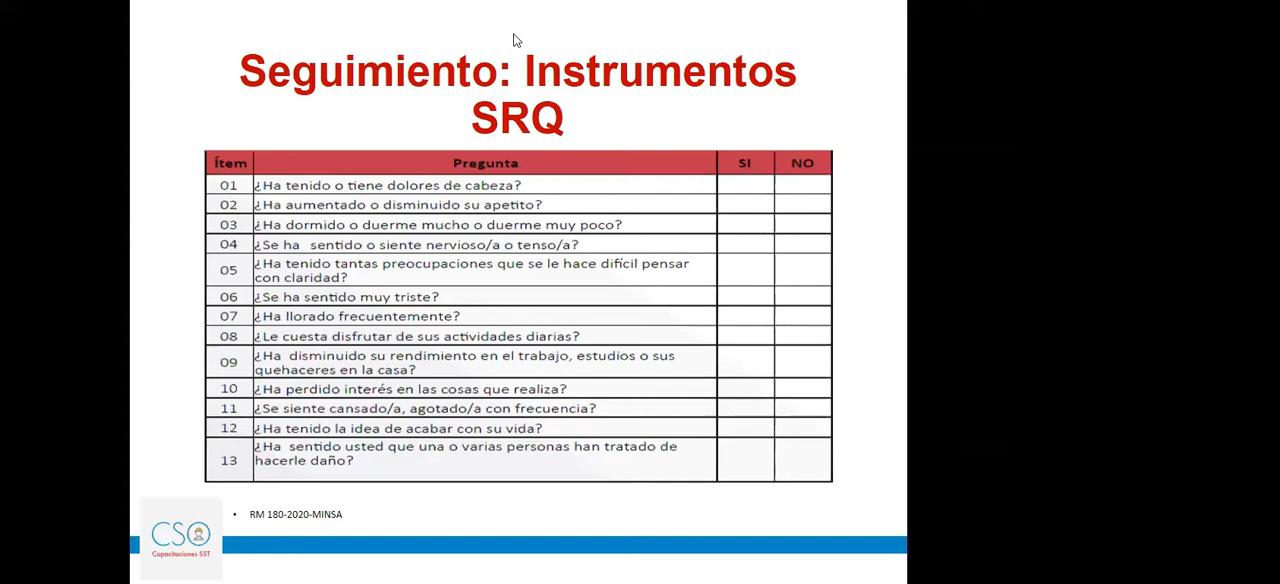 Seguimiento: Instrumentos
SRQ
Ítem Pregunta SI NO
01 ¿Ha tenido o tiene dolores de cabeza?
02 ¿Ha aumentado o disminuido su apetito?
03 ¿Ha dormido o duerme mucho o duerme muy poco?
04 ¿Se ha sentido o siente nervioso/a o tenso/a?
05 ¿Ha tenido tantas preocupaciones que se le hace difícil pensar
con claridad?
06 ¿Se ha sentido muy triste?
07 ¿Ha llorado frecuentemente?
08 ¿Le cuesta disfrutar de sus actividades diarias?
09 ¿Ha disminuido su rendimiento en el trabajo, estudios o sus
quehaceres en la casa?
10 ¿Ha perdido interés en las cosas que realiza?
11 ¿Se siente cansado/a, agotado/a con frecuencia?
12 ¿Ha tenido la idea de acabar con su vida?
13 ¿Ha sentido usted que una o varias personas han tratado de
hacerle daño?
• RM 180-2020-MINSA
CSO
Capacitaciones SST